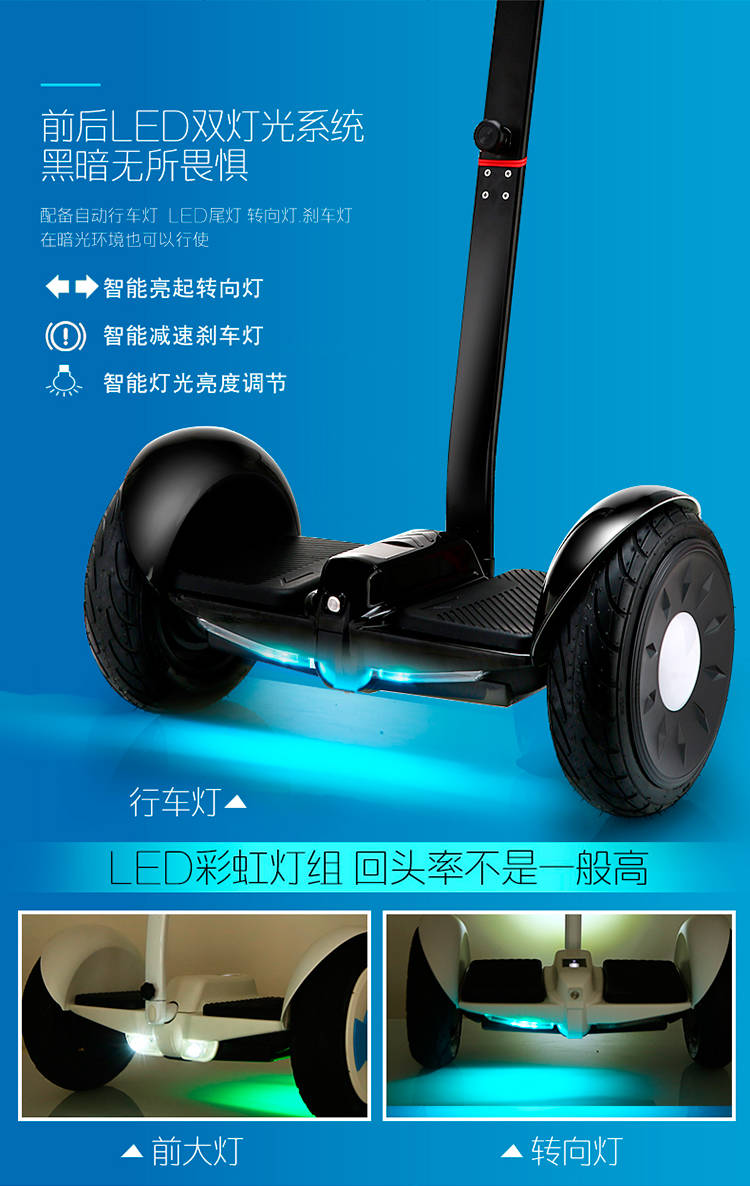 前后LED双灯光系统
黑暗无所畏惧
配备自动行车灯 LED尾灯 转向灯.刹车灯
在暗光环境也可以行使
智能亮起转向灯
智能减速刹车灯
智能灯光亮度调节
行车灯
LED彩虹灯组 回头率不是一般高
前大灯
转向灯